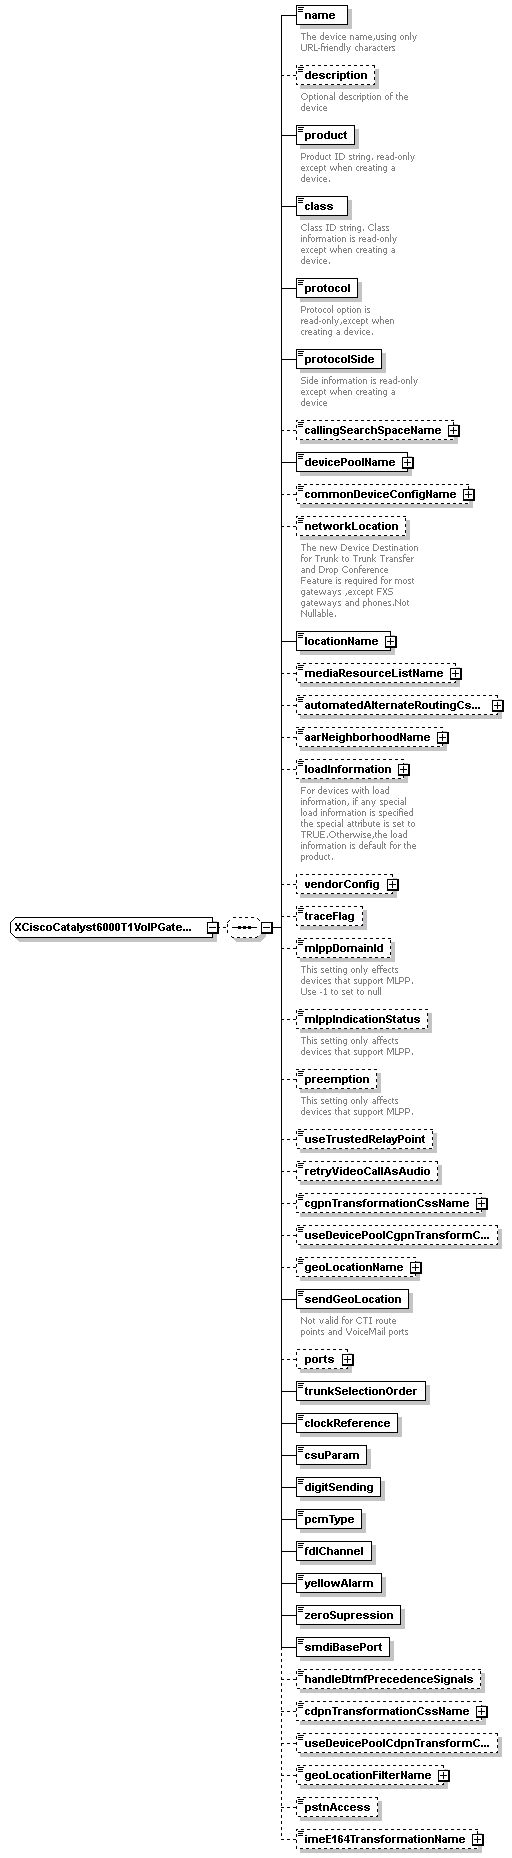 name
The device name,using only
URL-friendly characters
description
Optional description of the
device
product
Product ID string. read-only
except when creating a
device.
class
Class ID string. Class
information is read-only
except when creating a
device.
protocol
Protocol option is
read-only,except when
creating a device.
protocolSide
Side information is read-only
except when creating a
device
callingSearchSpaceName
devicePoolName
commonDeviceConfigName
networkLocation
The new Device Destination
for Trunk to Trunk Transfer
and Drop Conference
Feature is required for most
gateways ,except FXS
gateways and phones.Not
Nullable.
locationName
mediaResourceListName
automatedAlternateRoutingCs...
aarNeighborhoodName
loadInformation
For devices with load
information, if any special
load information is specified
the special attribute is set to
TRUE.Otherwise,the load
information is default for the
product.
vendorConfig
traceFlag
XCiscoCatalyst6000T1VoIPGate...
mlppDomainId
This setting only effects
devices that support MLPP.
Use -1 to set to null
mlppIndicationStatus
This setting only affects
devices that support MLPP.
preemption
This setting only affects
devices that support MLPP.
useTrustedRelayPoint
retryVideoCallAsAudio
cgpnTransformationCssName
useDevicePoolCgpnTransformC...
geoLocationName
sendGeoLocation
Not valid for CTI route
points and VoiceMail ports
ports
trunkSelectionOrder
clockReference
csuParam
digitSending
pcmType
fdlChannel
yellowAlarm
zeroSupression
smdiBasePort
handleDtmfPrecedenceSignals
cdpnTransformationCssName
useDevicePoolCdpnTransformC...
geoLocationFilterName
pstnAccess
imeE164TransformationName